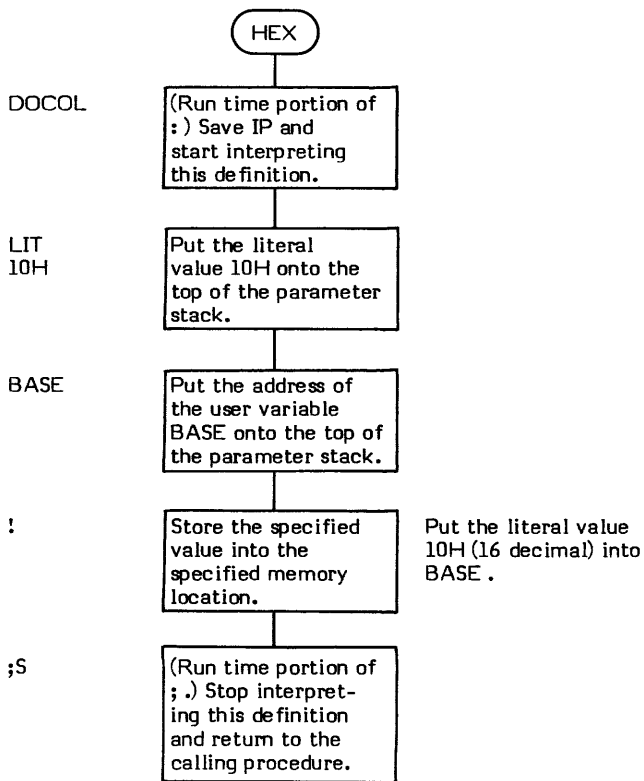 HEX
DOCOL
(Run time portion of
: ) Save IP and
start interpreting
this definition.
LIT
10H
Put the literal
value 10H onto the
top of the parameter
stack.
BASE
Put the address of
the user variable
BASE onto the top of
the parameter stack.
!
Store the specified
value into the
specified memory
location.
Put the literal value
10H (16 decimal) into
BASE .
;S
(Run time portion of
; .) Stop interpret-
ing this definition
and return to the
calling procedure.